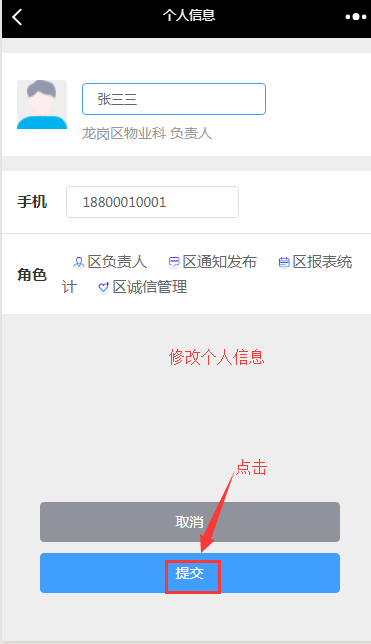 个人信息
张三三
龙岗区物业科 负责人
手机 18800010001
角色 区负责人 区通知发布 区报表统
计 区诚信管理
修改个人信息
点击
取消
提交